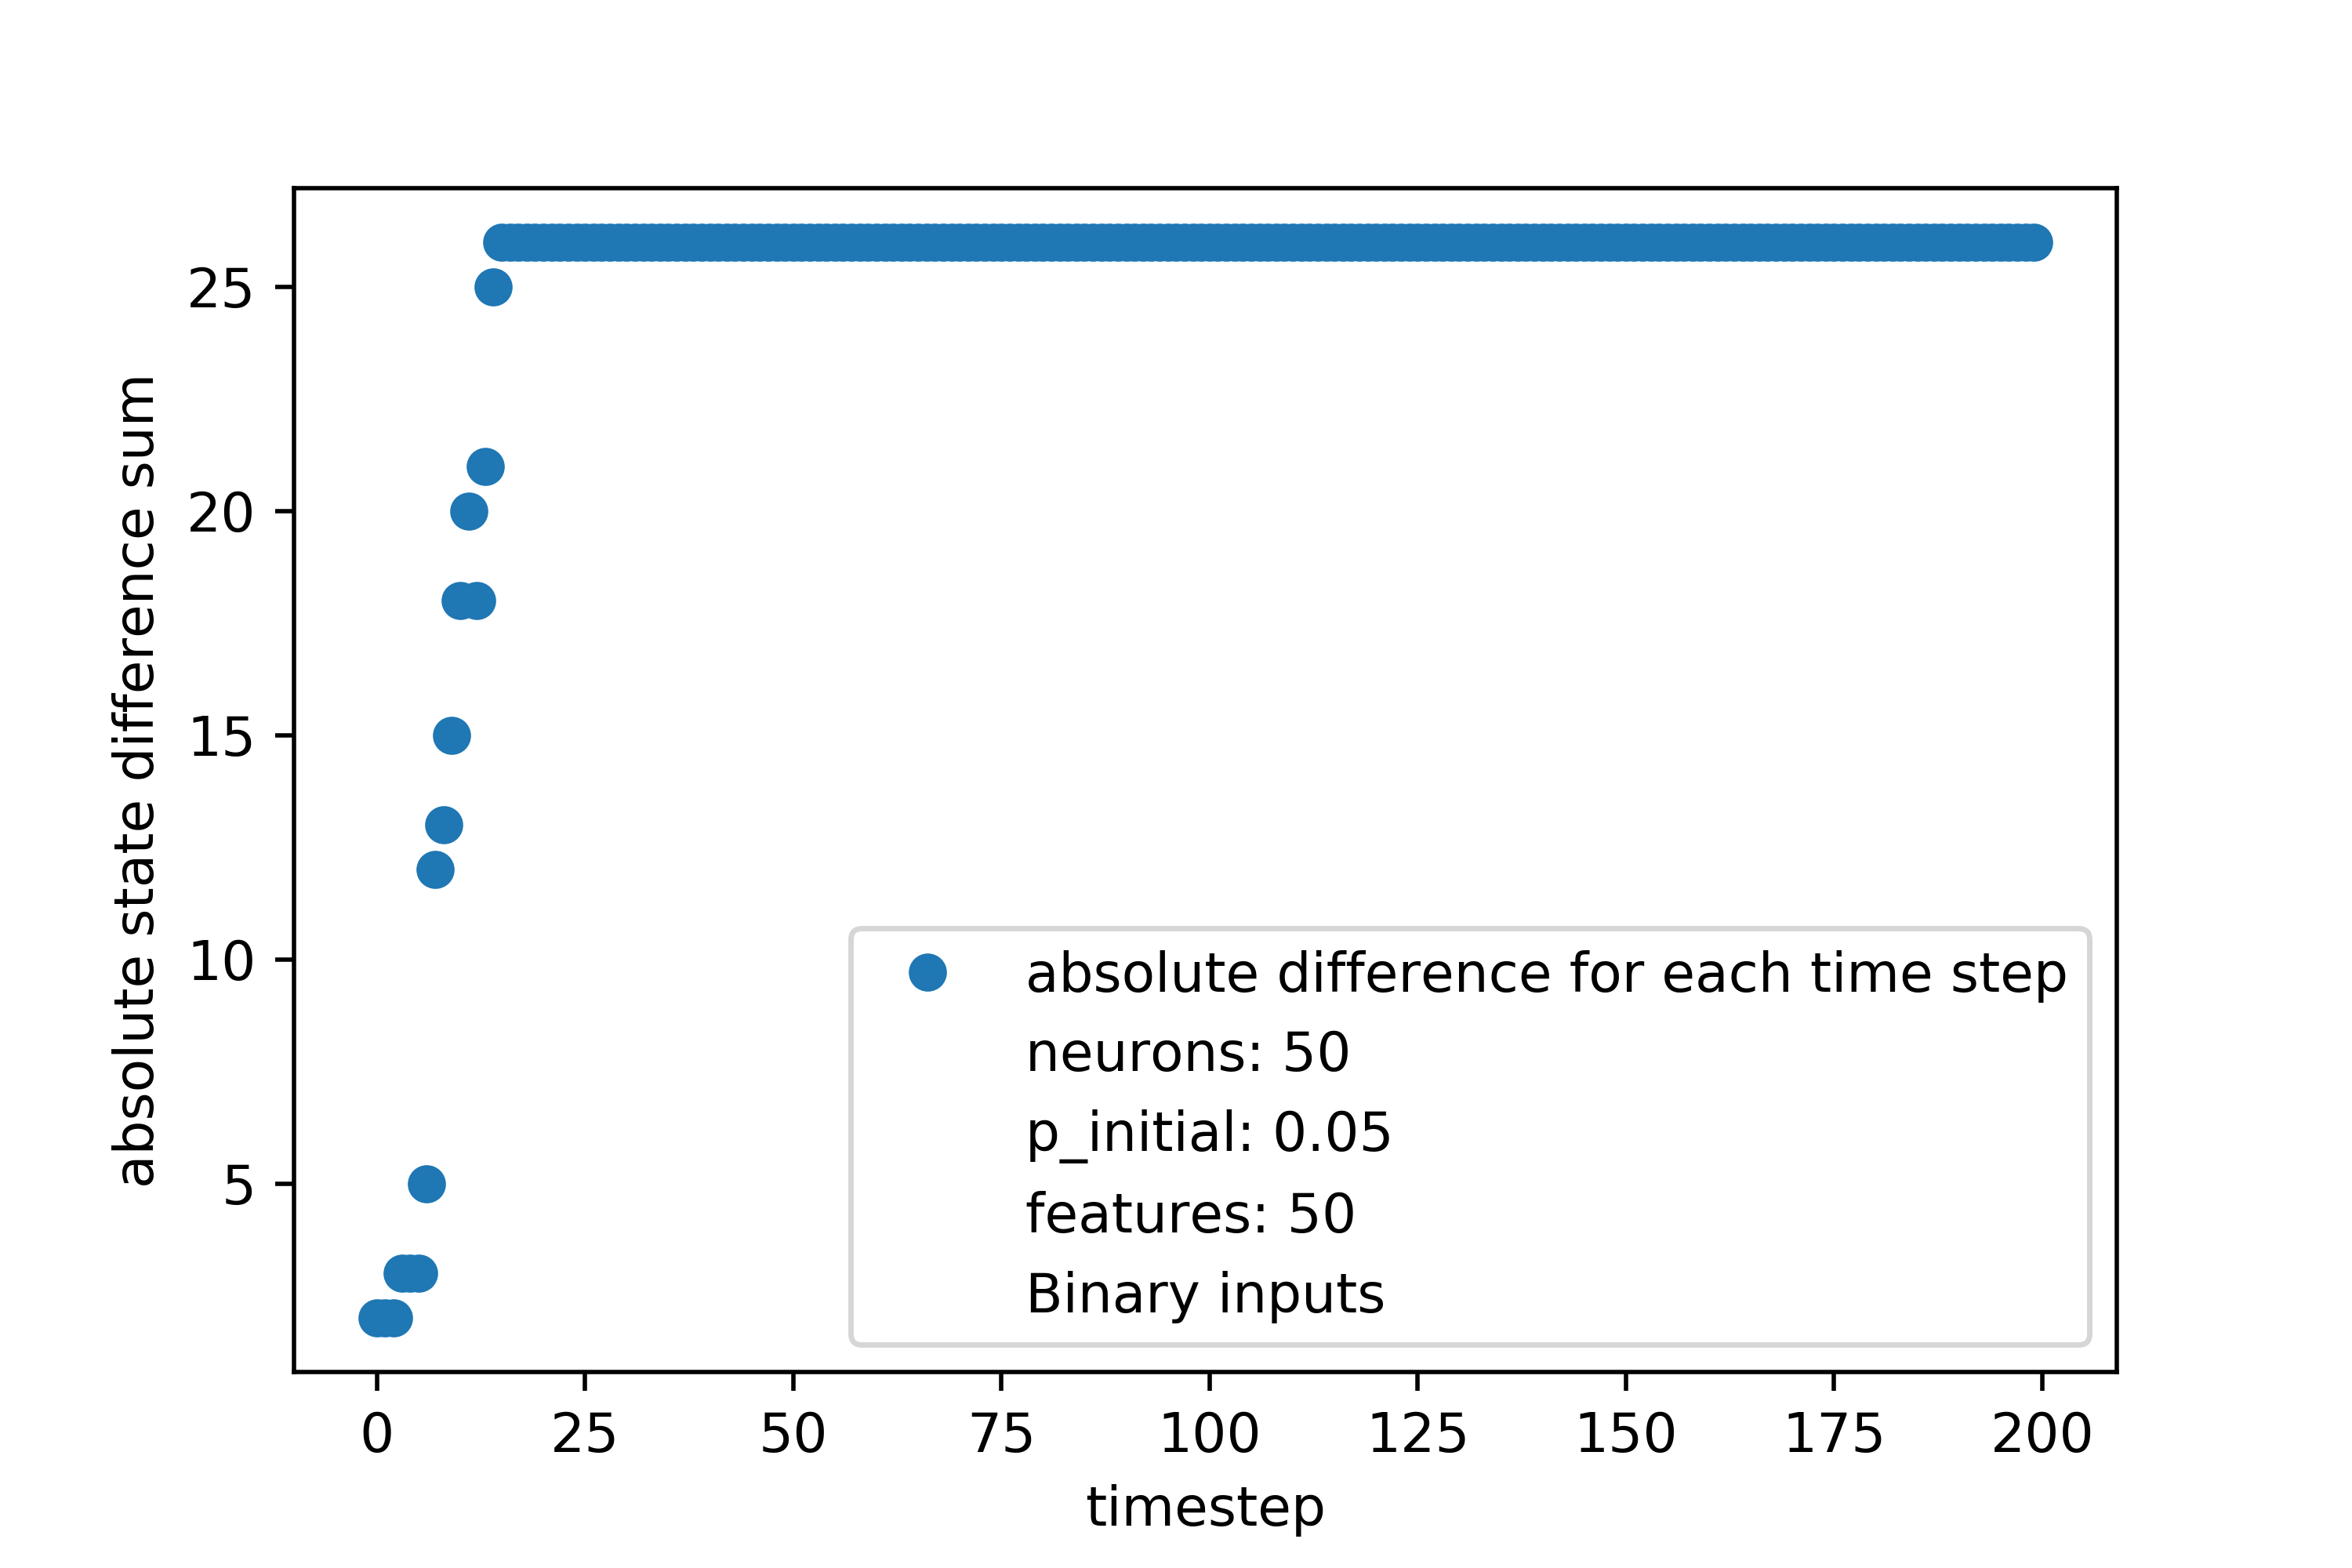 25
20
15
10
5
absolute state difference sum
absolute difference for each time step
neurons: 50
p_initial: 0.05
features: 50
Binary inputs
0 25 50 75 100 125 150 175 200
timestep